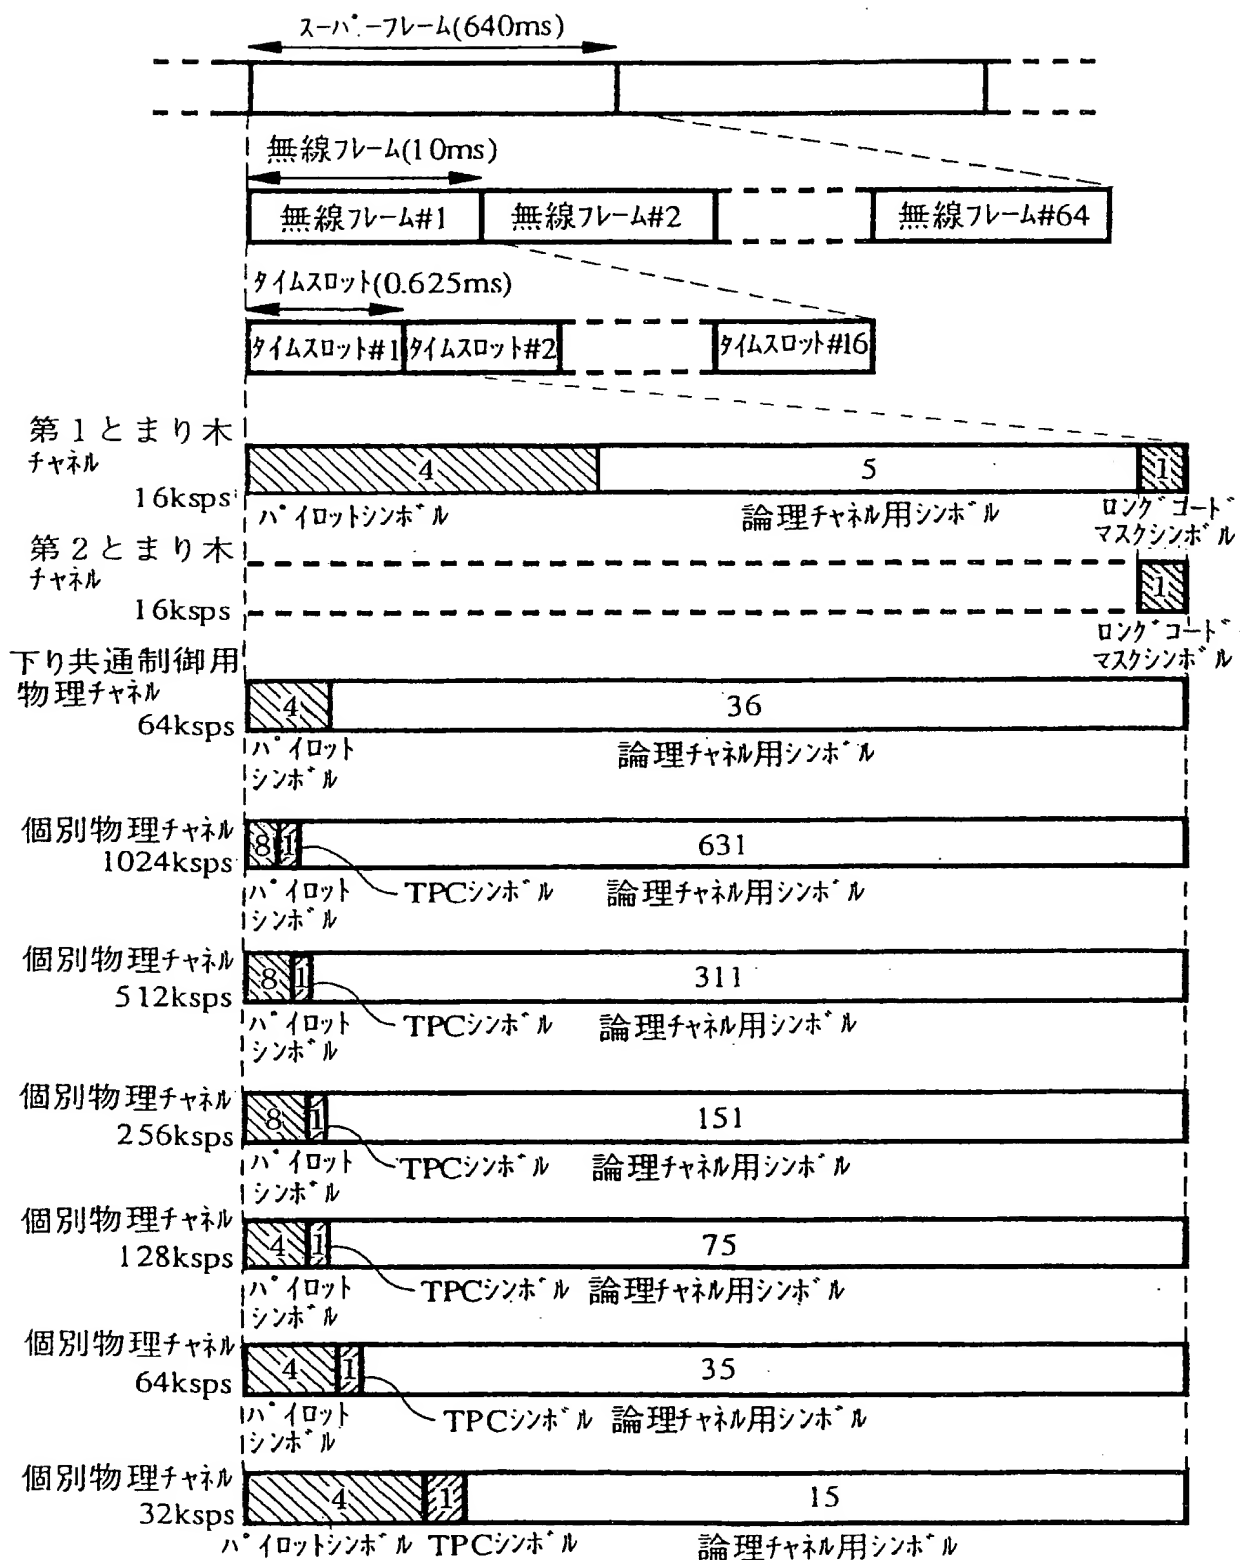 スーパーフレーム(640ms)
無線フレーム(10ms)
無線フレーム#1
無線フレーム#2
無線フレーム#64
タイムスロット(0.625ms)
タイムスロット#1
タイムスロット#2
タイムスロット#16
第1とまり木
チャネル
16ksps
4
5
1
パイロットシンボル
論理チャネル用シンボル
ロングコード
マスクシンボル
第2とまり木
チャネル
16ksps
1
ロングコード
マスクシンボル
下り共通制御用
物理チャネル
64ksps
4
36
パイロット
シンボル
論理チャネル用シンボル
個別物理チャネル
1024ksps
8
1
631
パイロット
シンボル
TPCシンボル
論理チャネル用シンボル
個別物理チャネル
512ksps
8
1
311
パイロット
シンボル
TPCシンボル
論理チャネル用シンボル
個別物理チャネル
256ksps
8
1
151
パイロット
シンボル
TPCシンボル
論理チャネル用シンボル
個別物理チャネル
128ksps
4
1
75
パイロット
シンボル
TPCシンボル
論理チャネル用シンボル
個別物理チャネル
64ksps
4
1
35
パイロット
シンボル
TPCシンボル
論理チャネル用シンボル
個別物理チャネル
32ksps
4
1
15
パイロットシンボル
TPCシンボル
論理チャネル用シンボル